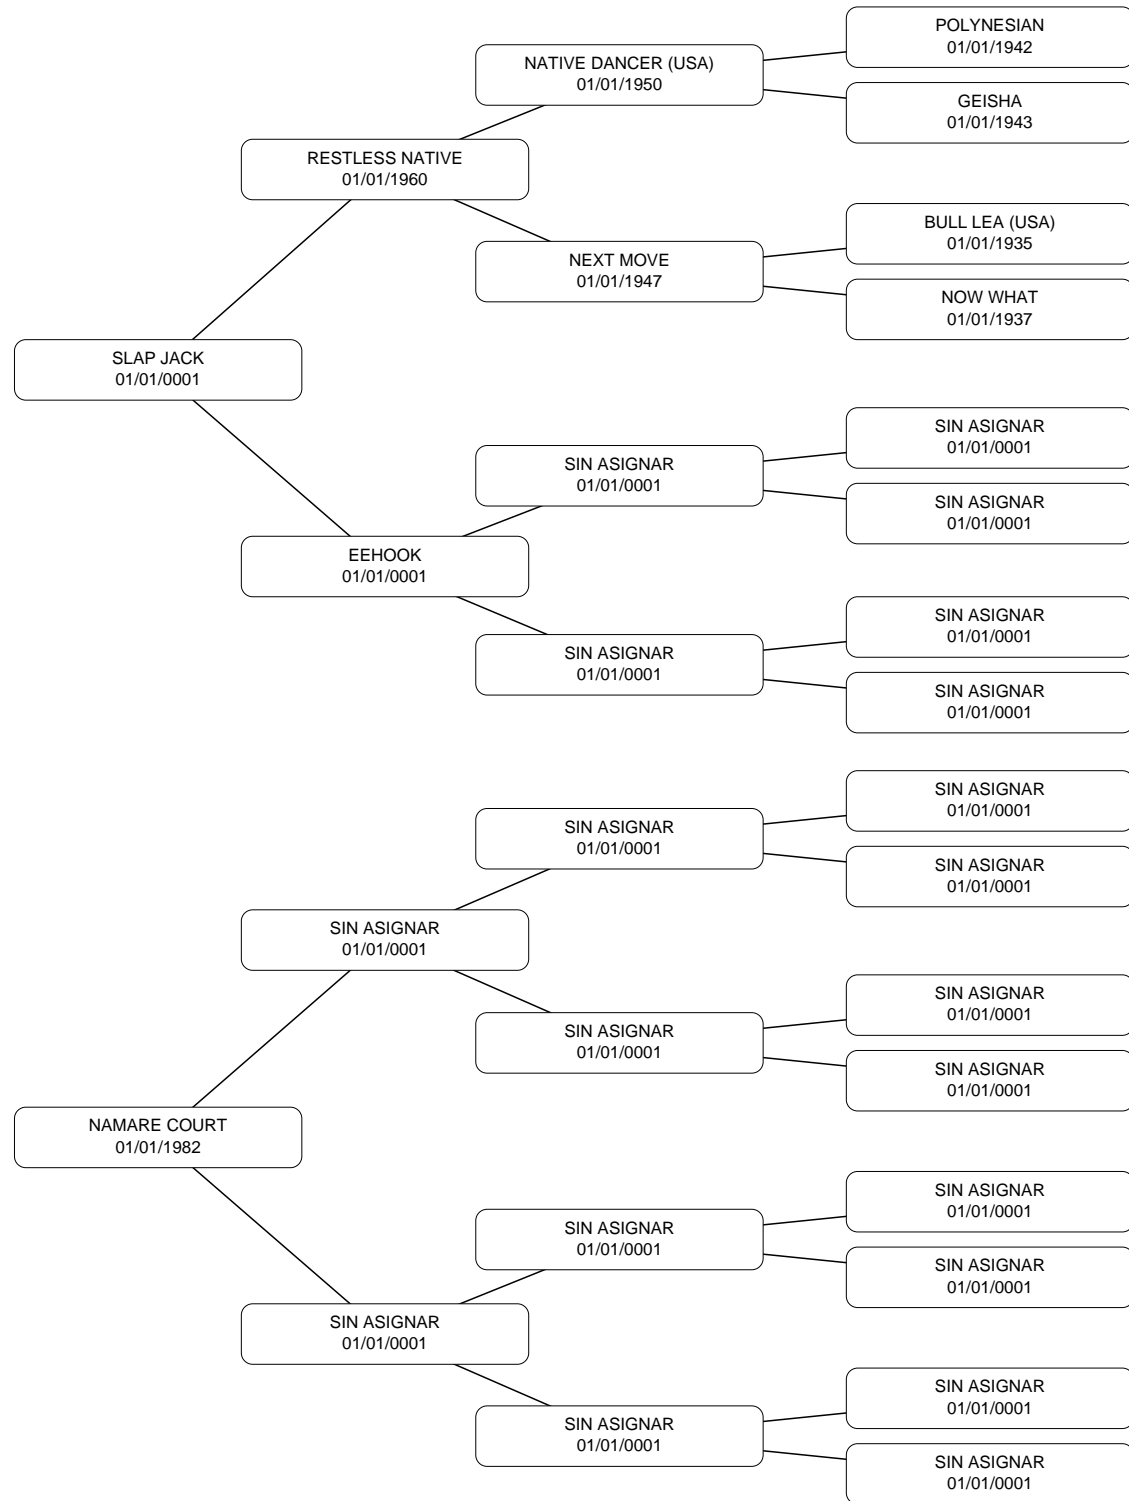 POLYNESIAN
01/01/1942
NATIVE DANCER (USA)
01/01/1950
GEISHA
01/01/1943
RESTLESS NATIVE
01/01/1960
BULL LEA (USA)
01/01/1935
NEXT MOVE
01/01/1947
NOW WHAT
01/01/1937
SLAP JACK
01/01/0001
SIN ASIGNAR
01/01/0001
SIN ASIGNAR
01/01/0001
SIN ASIGNAR
01/01/0001
EEHOOK
01/01/0001
SIN ASIGNAR
01/01/0001
SIN ASIGNAR
01/01/0001
SIN ASIGNAR
01/01/0001
SIN ASIGNAR
01/01/0001
SIN ASIGNAR
01/01/0001
SIN ASIGNAR
01/01/0001
SIN ASIGNAR
01/01/0001
SIN ASIGNAR
01/01/0001
SIN ASIGNAR
01/01/0001
SIN ASIGNAR
01/01/0001
NAMARE COURT
01/01/1982
SIN ASIGNAR
01/01/0001
SIN ASIGNAR
01/01/0001
SIN ASIGNAR
01/01/0001
SIN ASIGNAR
01/01/0001
SIN ASIGNAR
01/01/0001
SIN ASIGNAR
01/01/0001
SIN ASIGNAR
01/01/0001